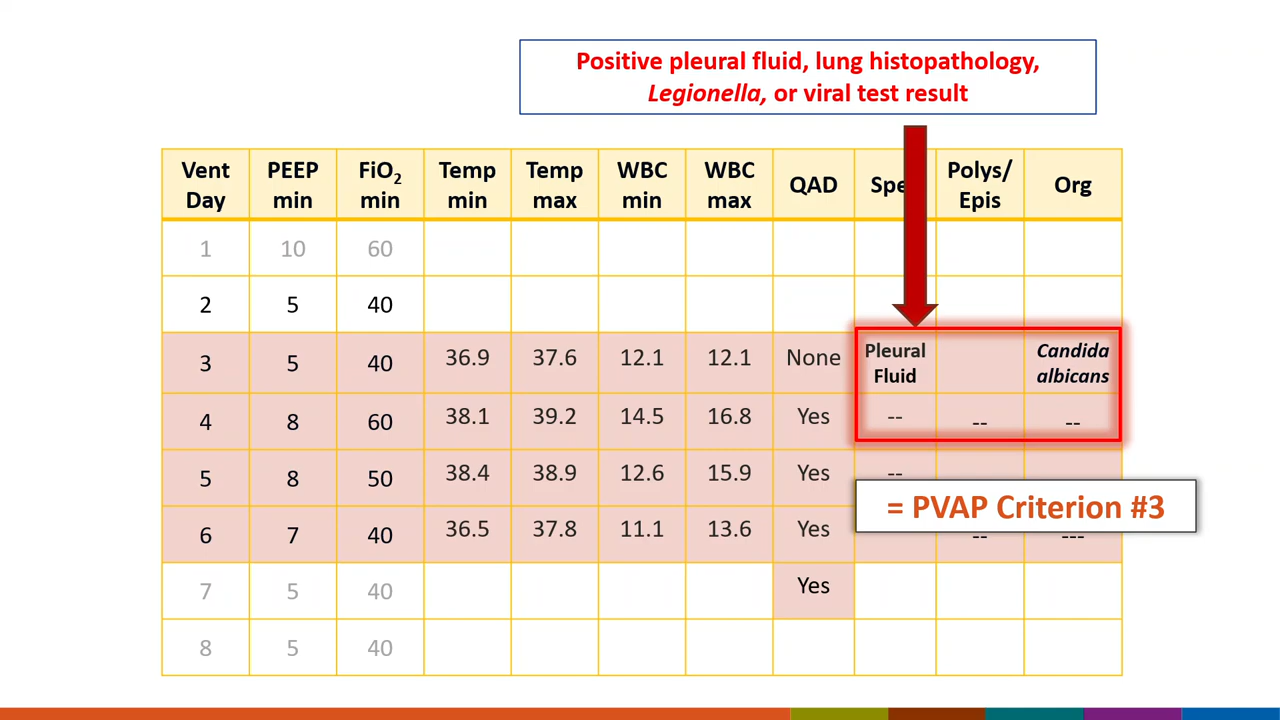 Positive pleural fluid, lung histopathology,
Legionella, or viral test result
Vent Day PEEP min FiO2 min Temp min Temp max WBC min WBC max QAD Spe Polys/ Epis Org
1 10 60
2 5 40
3 5 40 36.9 37.6 12.1 12.1 None Pleural Fluid Candida albicans
4 8 60 38.1 39.2 14.5 16.8 Yes -- -- --
5 8 50 38.4 38.9 12.6 15.9 Yes --
= PVAP Criterion #3
6 7 40 36.5 37.8 11.1 13.6 Yes -- ---
7 5 40 Yes
8 5 40